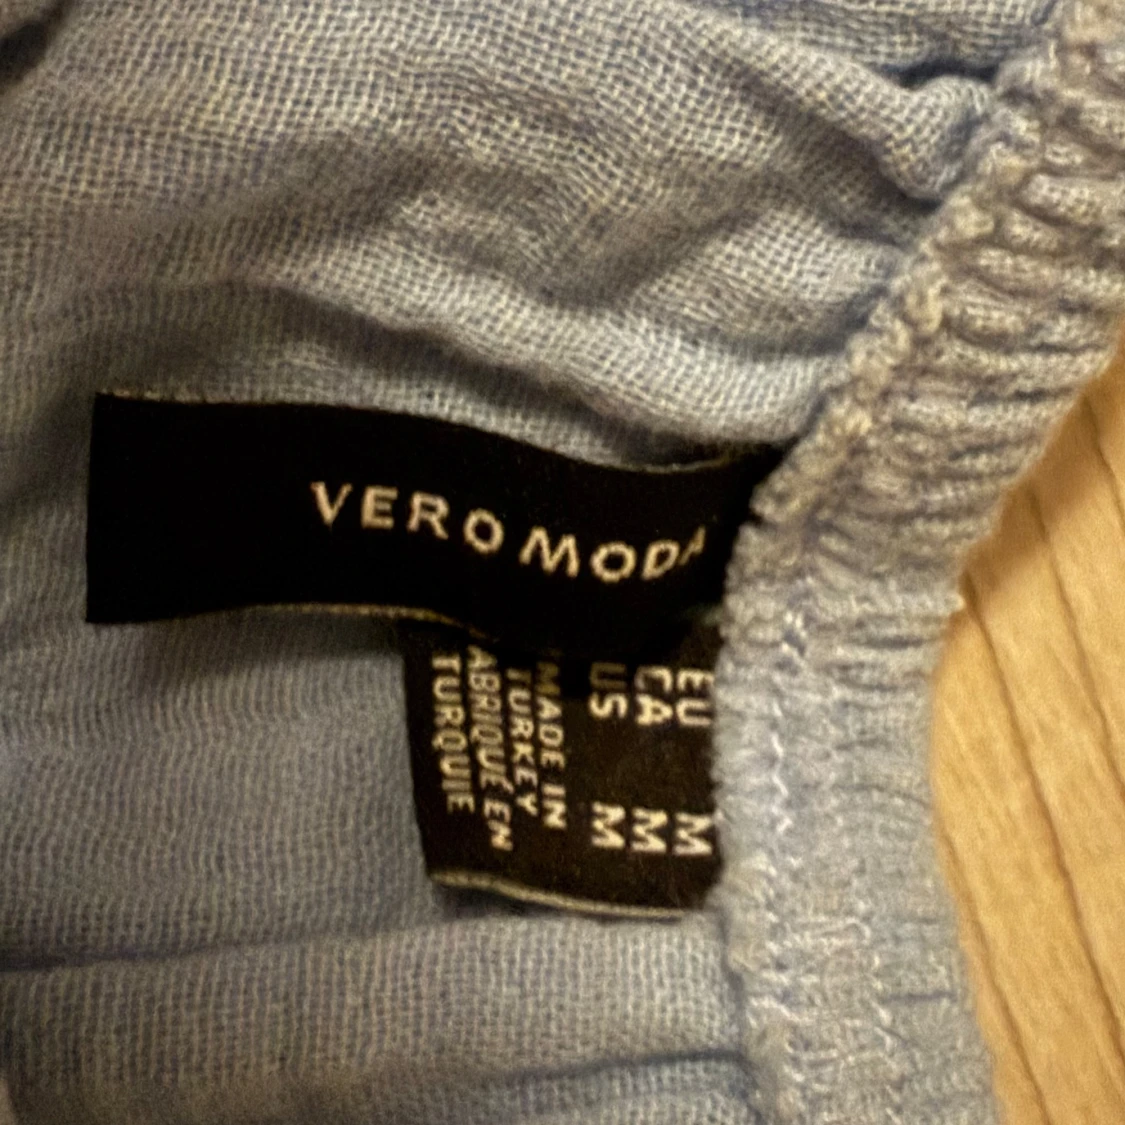 VERO MODA
EU M
CA M
US M
MADE IN
TURKEY
FABRIQUÉ EN
TURQUIE